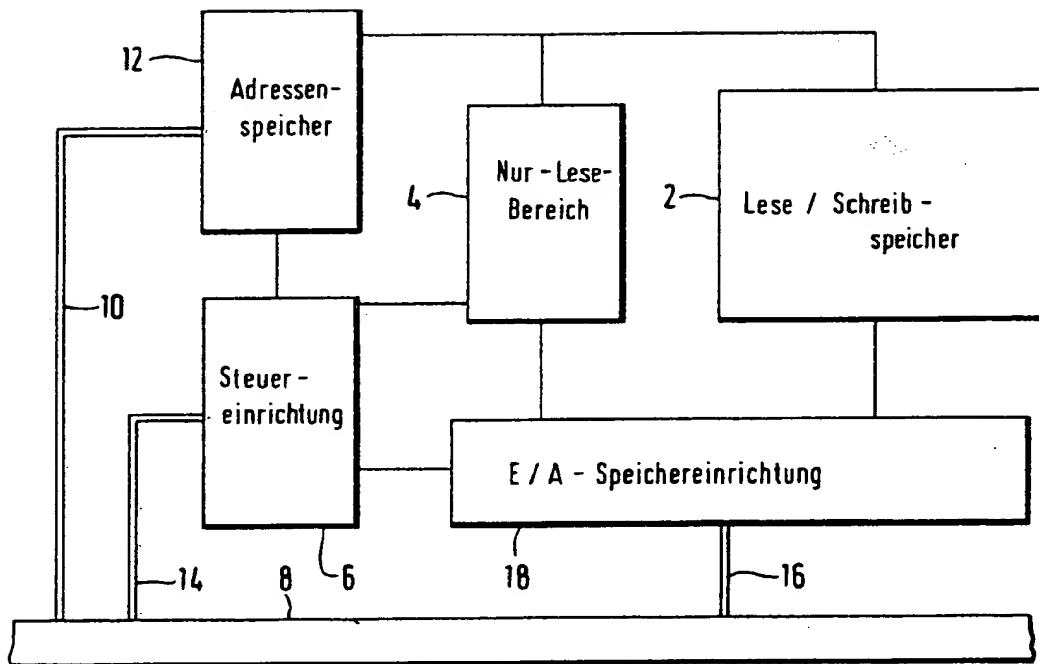 12
Adressen-
speicher
4
Nur-Lese-
Bereich
2
Lese / Schreib-
speicher
10
Steuer-
einrichtung
E / A - Speichereinrichtung
14
8
6
18
16